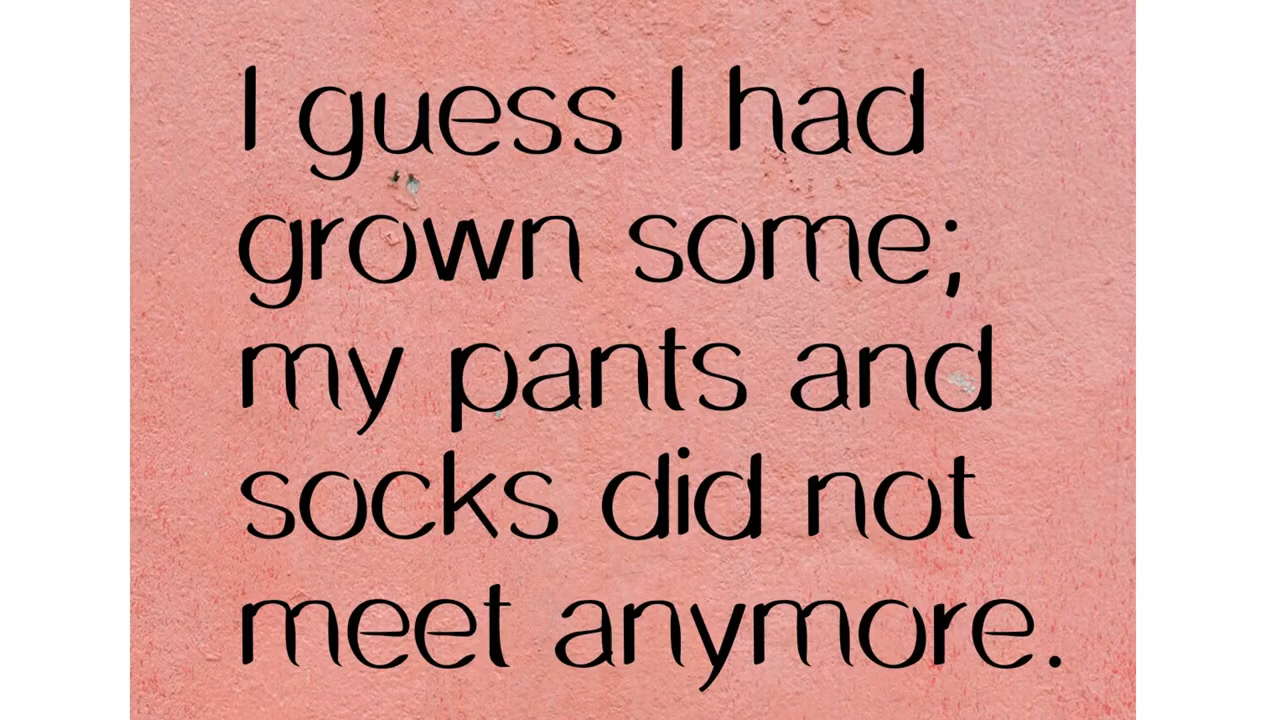 I guess I had
grown some;
my pants and
socks did not
meet anymore.